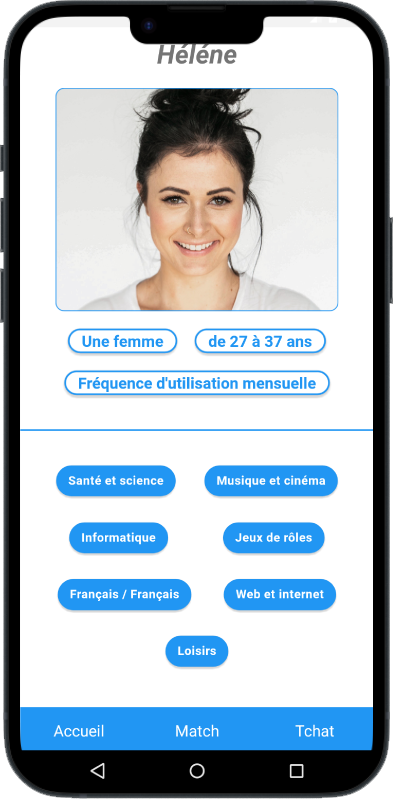 Héléne
Une femme
de 27 à 37 ans
Fréquence d'utilisation mensuelle
Santé et science
Musique et cinéma
Informatique
Jeux de rôles
Français / Français
Web et internet
Loisirs
Accueil
Match
Tchat